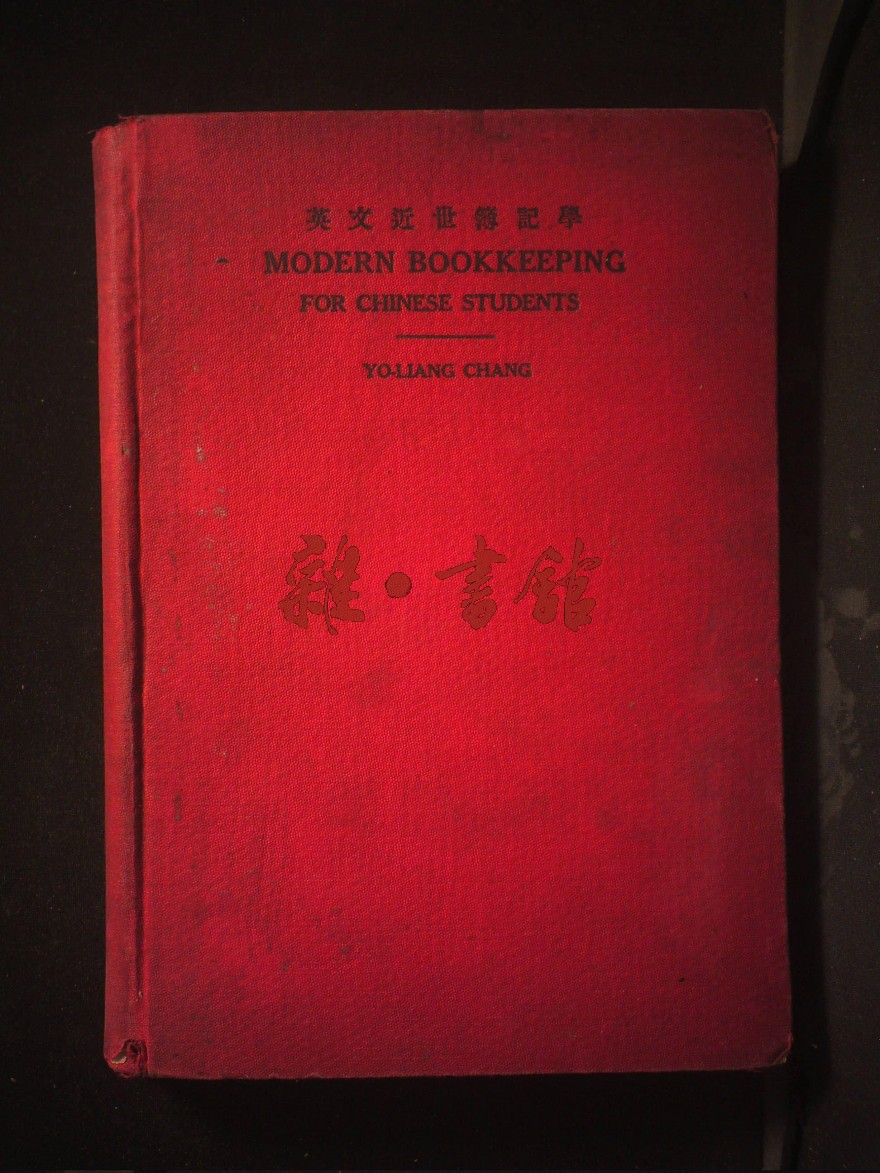 英文近世簿記學
MODERN BOOKKEEPING
FOR CHINESE STUDENTS
YO-LIANG CHANG
雜·書館